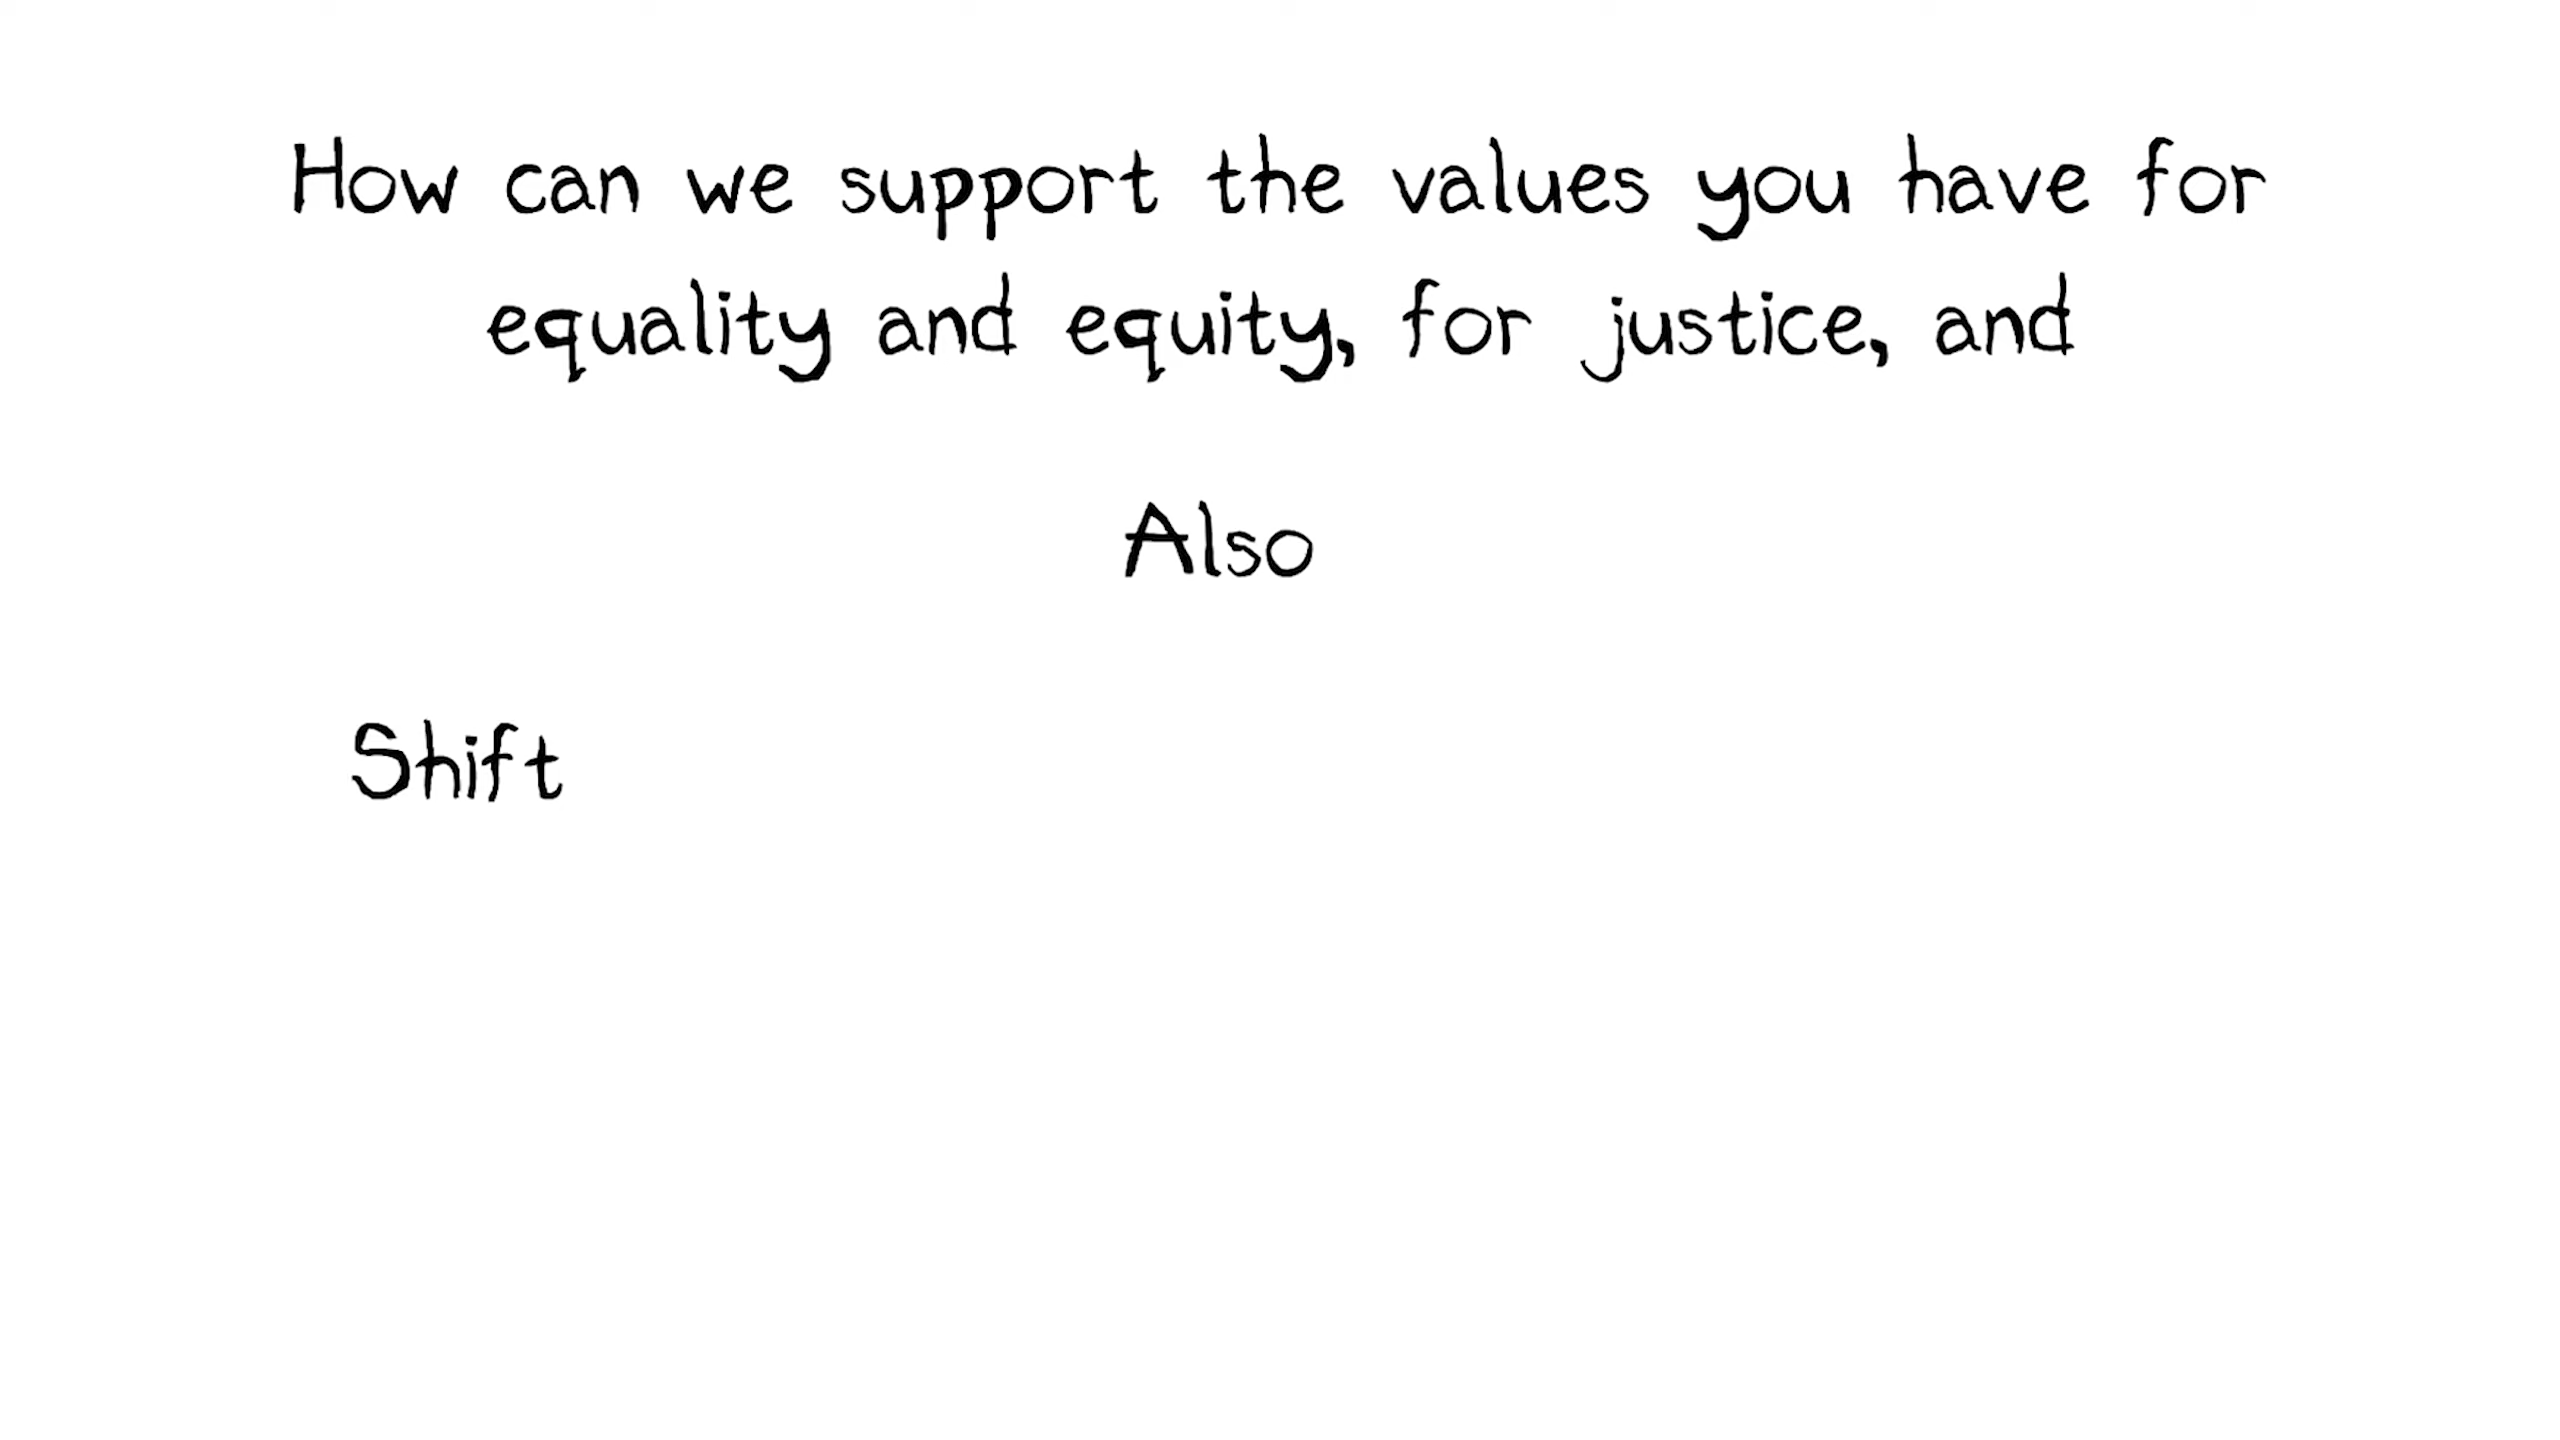 How can we support the values you have for
equality and equity, for justice, and
Also
Shift